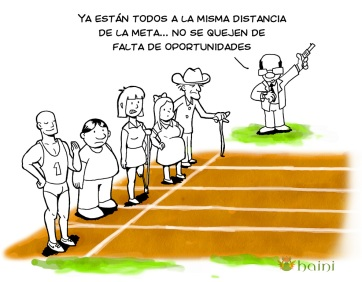 Ya están todos a la misma distancia
de la meta... no se quejen de
falta de oportunidades
1
haini